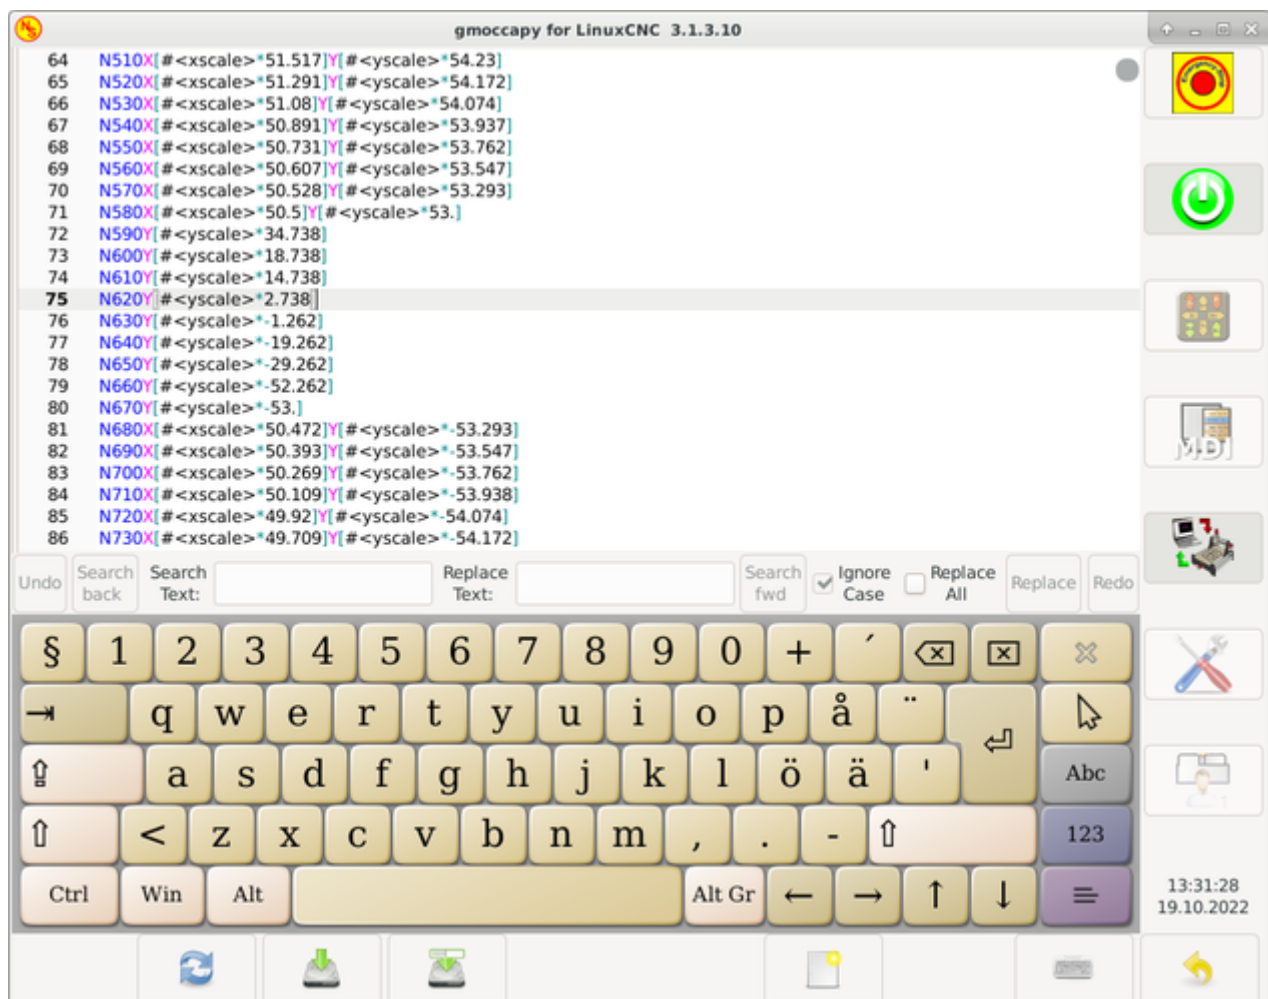 gmoccapy for LinuxCNC 3.1.3.10
64 N510X[#<xscale>*51.517]Y[#<yscale>*54.23]
65 N520X[#<xscale>*51.291]Y[#<yscale>*54.172]
66 N530X[#<xscale>*51.08]Y[#<yscale>*54.074]
67 N540X[#<xscale>*50.891]Y[#<yscale>*53.937]
68 N550X[#<xscale>*50.731]Y[#<yscale>*53.762]
69 N560X[#<xscale>*50.607]Y[#<yscale>*53.547]
70 N570X[#<xscale>*50.528]Y[#<yscale>*53.293]
71 N580X[#<xscale>*50.5]Y[#<yscale>*53.]
72 N590Y[#<yscale>*34.738]
73 N600Y[#<yscale>*18.738]
74 N610Y[#<yscale>*14.738]
75 N620Y[#<yscale>*2.738]
76 N630Y[#<yscale>*-1.262]
77 N640Y[#<yscale>*-19.262]
78 N650Y[#<yscale>*-29.262]
79 N660Y[#<yscale>*-52.262]
80 N670Y[#<yscale>*-53.]
81 N680X[#<xscale>*50.472]Y[#<yscale>*-53.293]
82 N690X[#<xscale>*50.393]Y[#<yscale>*-53.547]
83 N700X[#<xscale>*50.269]Y[#<yscale>*-53.762]
84 N710X[#<xscale>*50.109]Y[#<yscale>*-53.938]
85 N720X[#<xscale>*49.92]Y[#<yscale>*-54.074]
86 N730X[#<xscale>*49.709]Y[#<yscale>*-54.172]
Undo
Search
back
Search
Text:
Replace
Text:
Search
fwd
Ignore
Case
Replace
All
Replace
Redo
§ 1 2 3 4 5 6 7 8 9 0 + ´
q w e r t y u i o p å ¨
a s d f g h j k l ö ä ' Abc
< z x c v b n m , . - 123
Ctrl Win Alt Alt Gr ← → ↑ ↓
Emergency-Stop
MDI
13:31:28
19.10.2022